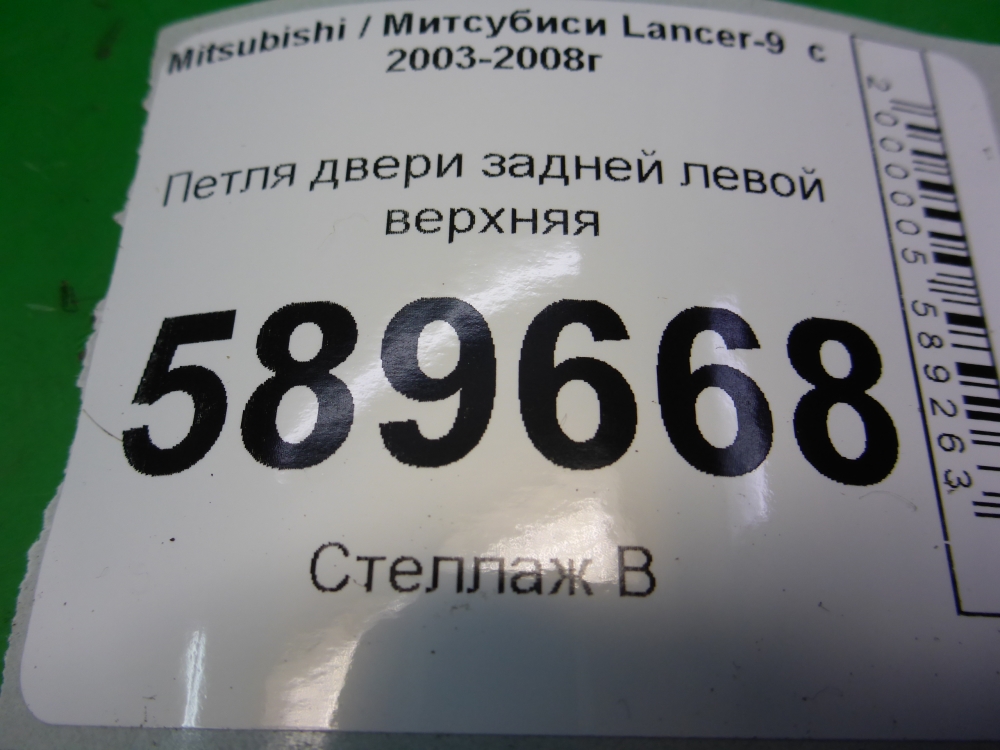 Mitsubishi / Митсубиси Lancer-9 с
2003-2008г
Петля двери задней левой
верхняя
589668
Стеллаж В
2000005589263